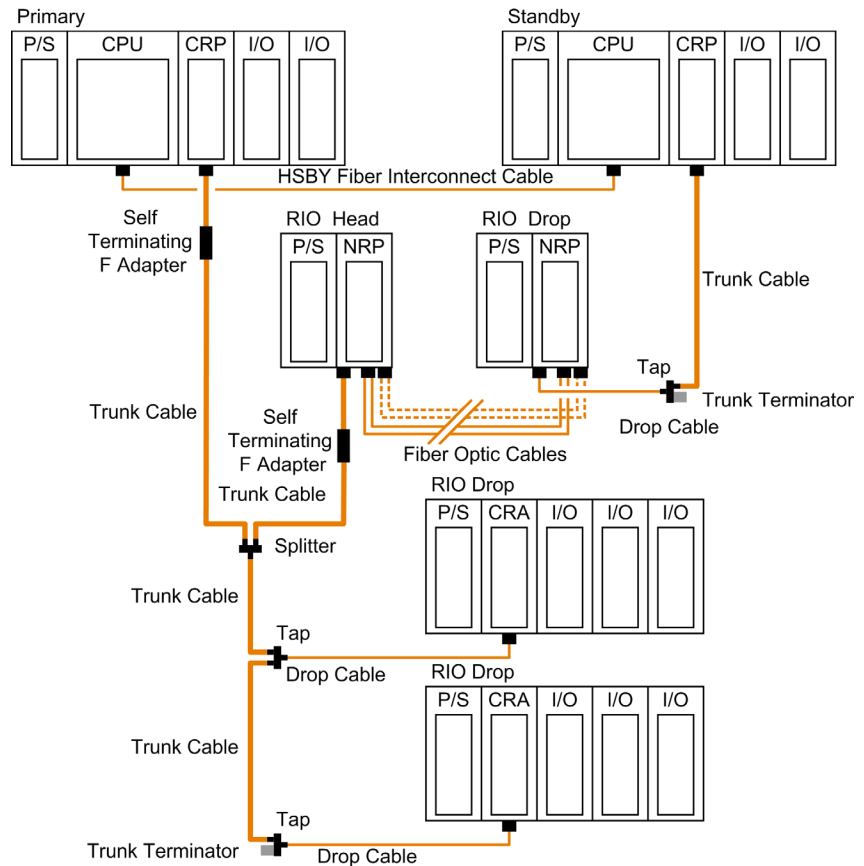 Primary
Standby
P/S CPU CRP I/O I/O
P/S CPU CRP I/O I/O
HSBY Fiber Interconnect Cable
Self
Terminating
F Adapter
RIO Head
RIO Drop
P/S NRP
P/S NRP
Trunk Cable
Tap
Trunk Terminator
Drop Cable
Trunk Cable
Self
Terminating
F Adapter
Fiber Optic Cables
Trunk Cable
RIO Drop
P/S CRA I/O I/O I/O
Splitter
Trunk Cable
Tap
Drop Cable
RIO Drop
P/S CRA I/O I/O I/O
Trunk Cable
Tap
Trunk Terminator
Drop Cable